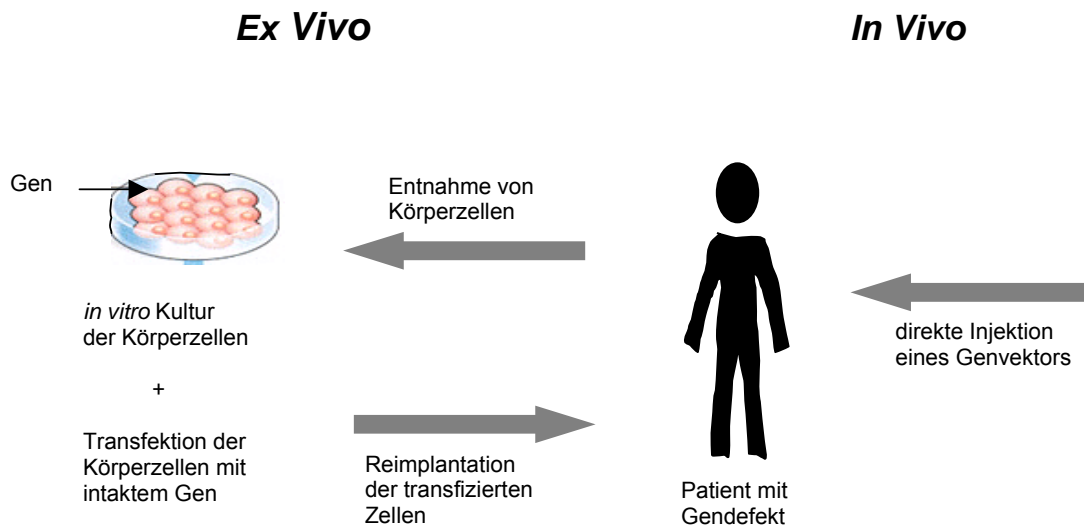 Ex Vivo
In Vivo
Gen
Entnahme von
Körperzellen
in vitro Kultur
der Körperzellen
+
Transfektion der
Körperzellen mit
intaktem Gen
Reimplantation
der transfizierten
Zellen
Patient mit
Gendefekt
direkte Injektion
eines Genvektors